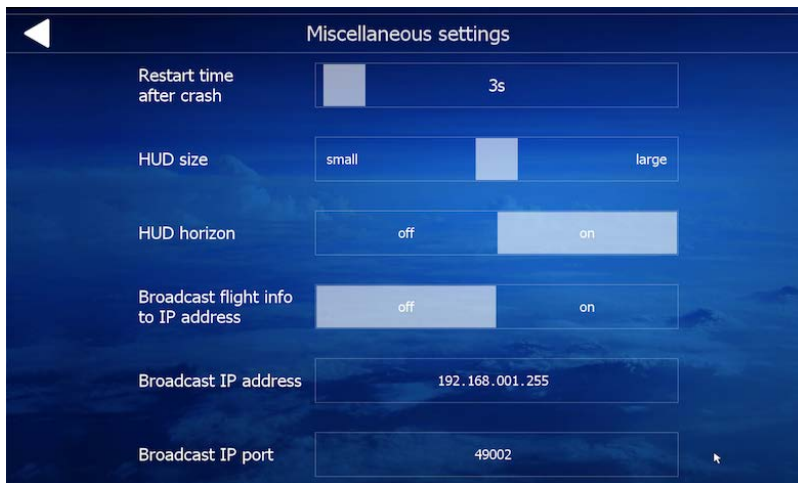 Miscellaneous settings
Restart time
after crash
3s
HUD size
small
large
HUD horizon
off
on
Broadcast flight info
to IP address
off
on
Broadcast IP address
192.168.001.255
Broadcast IP port
49002